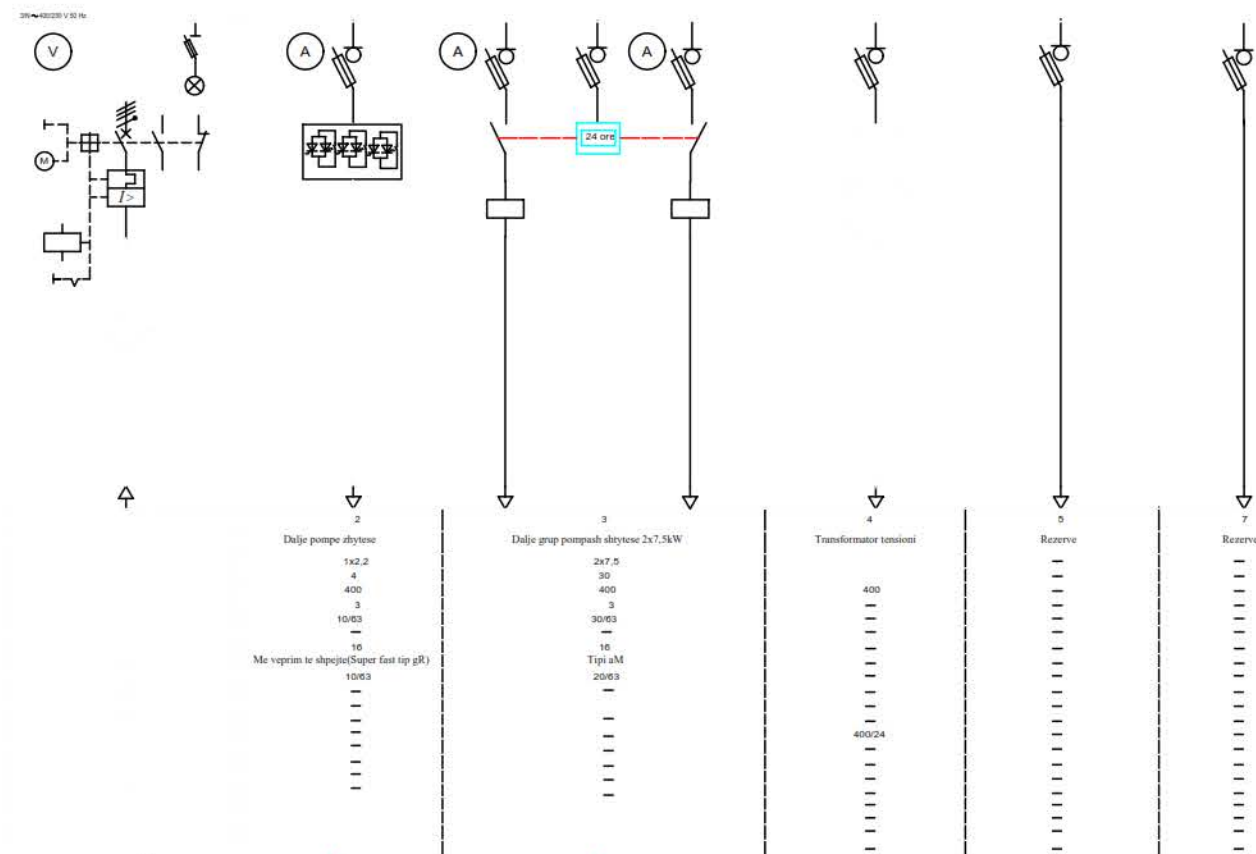 3/N~400/230 V 50 Hz
V
A
A
A
24 ore
M
I>
2
3
4
5
7
Dalje pompe zhytese
Dalje grup pompash shtytese 2x7,5kW
Transformator tensioni
Rezerve
Rezerve
1x2,2
2x7,5
4
30
400
400
400
3
3
10/63
30/63
16
16
Me veprim te shpejte(Super fast tip gR)
Tipi aM
10/63
20/63
400/24